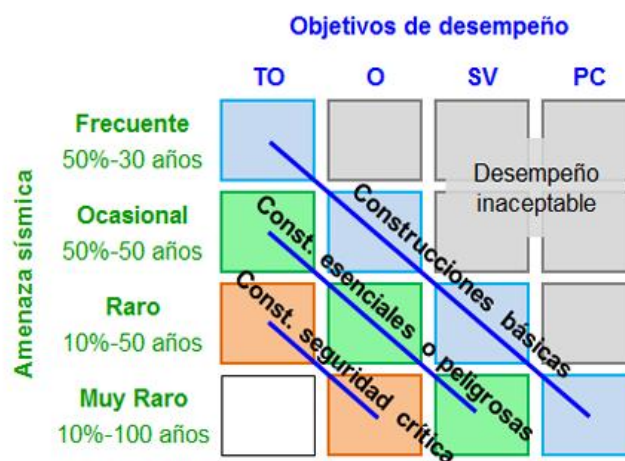 Objetivos de desempeño
TO O SV PC
Amenaza sísmica
Frecuente
50%-30 años
Ocasional
50%-50 años
Raro
10%-50 años
Muy Raro
10%-100 años
Desempeño
inaceptable
Construcciones básicas
Const. esenciales o peligrosas
Const. seguridad crítica